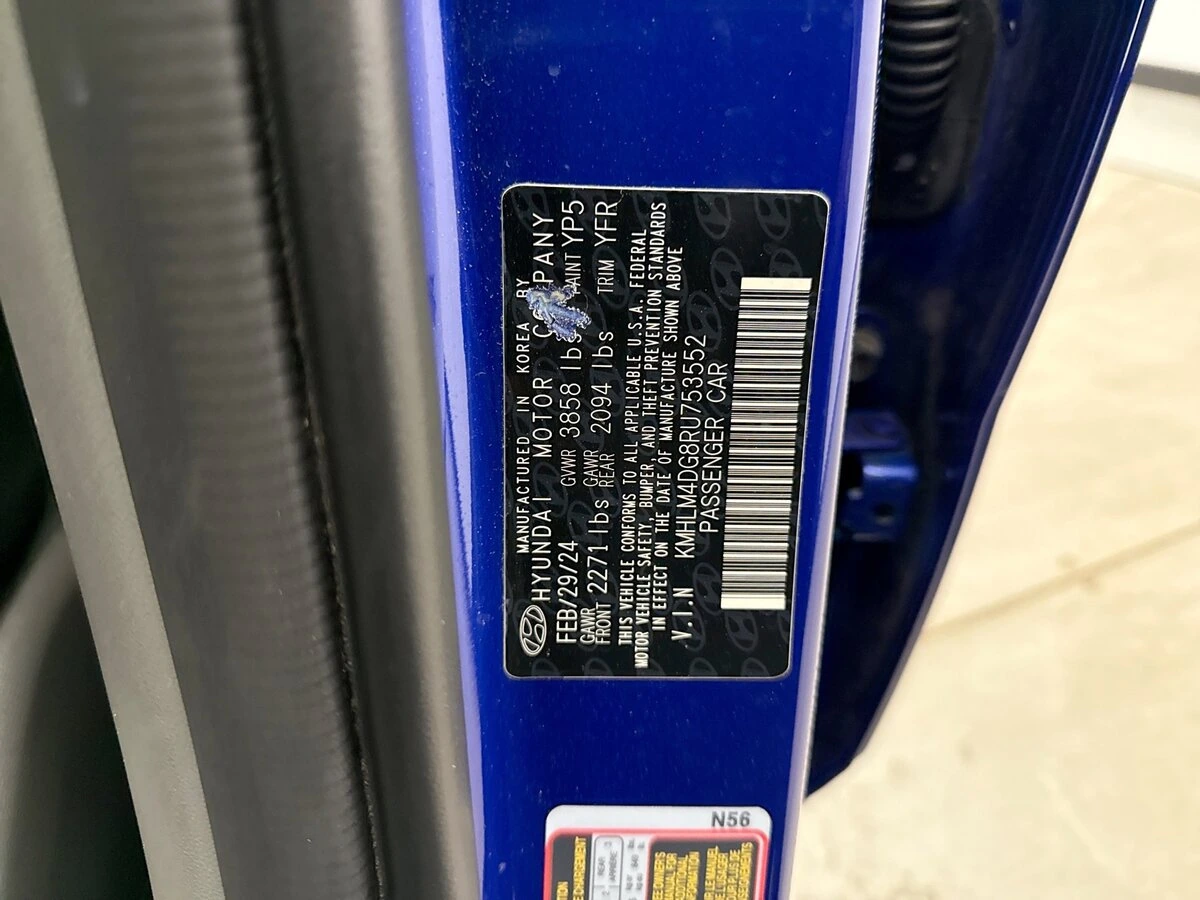 MANUFACTURED IN KOREA BY
HYUNDAI MOTOR C PANY
FEB/29/24 GVWR 3858 lbs PAINT YP5
GAWR FRONT 2271 lbs GAWR REAR 2094 lbs TRIM YFR
THIS VEHICLE CONFORMS TO ALL APPLICABLE U.S.A. FEDERAL
MOTOR VEHICLE SAFETY, BUMPER, AND THEFT PREVENTION STANDARDS
IN EFFECT ON THE DATE OF MANUFACTURE SHOWN ABOVE
V.I.N KMHLM4DG8RU753552
PASSENGER CAR
N56